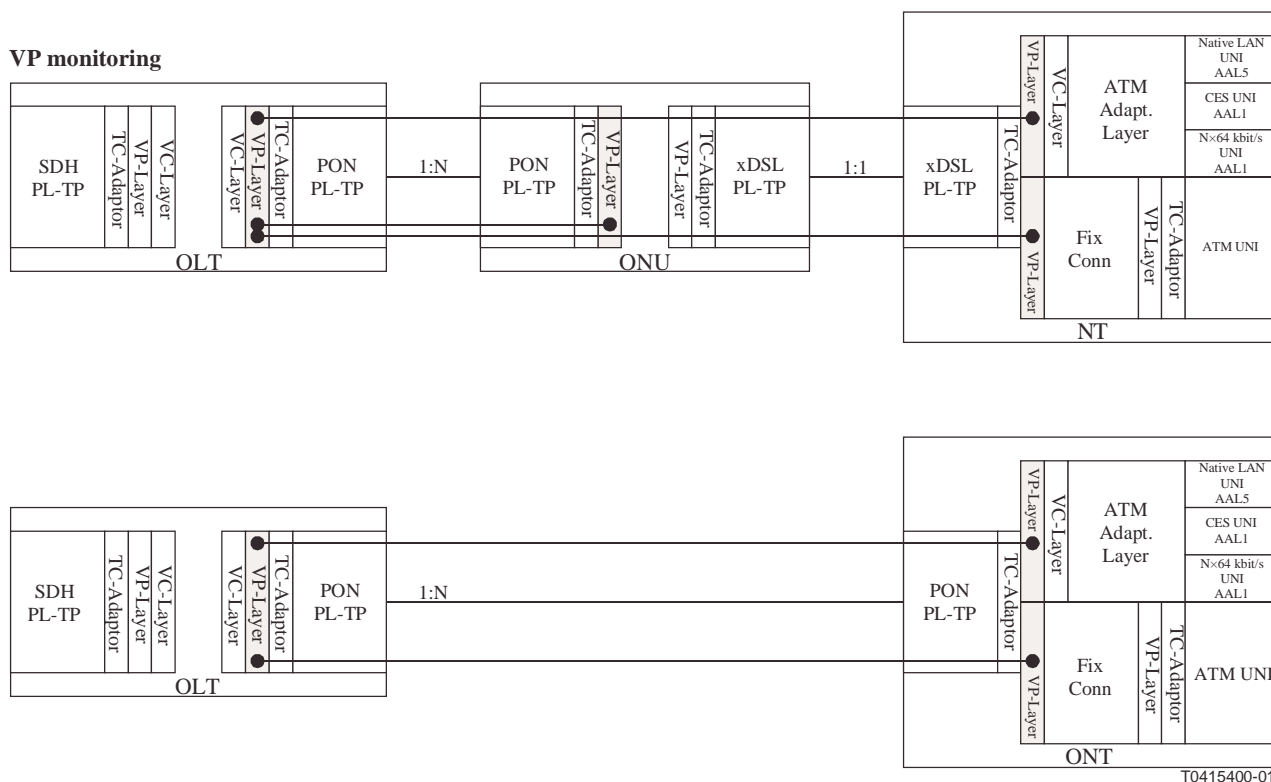 VP monitoring
SDH
PL-TP
TC-Adaptor
VP-Layer
VC-Layer
VC-Layer
VP-Layer
TC-Adaptor
PON
PL-TP
OLT
1:N
PON
PL-TP
TC-Adaptor
VP-Layer
VP-Layer
TC-Adaptor
xDSL
PL-TP
ONU
1:1
xDSL
PL-TP
TC-Adaptor
VP-Layer
VC-Layer
ATM
Adapt.
Layer
Native LAN
UNI
AAL5
CES UNI
AAL1
N×64 kbit/s
UNI
AAL1
VP-Layer
Fix
Conn
VP-Layer
TC-Adaptor
ATM UNI
NT
SDH
PL-TP
TC-Adaptor
VP-Layer
VC-Layer
VC-Layer
VP-Layer
TC-Adaptor
PON
PL-TP
OLT
1:N
PON
PL-TP
TC-Adaptor
VP-Layer
VC-Layer
ATM
Adapt.
Layer
Native LAN
UNI
AAL5
CES UNI
AAL1
N×64 kbit/s
UNI
AAL1
VP-Layer
Fix
Conn
VP-Layer
TC-Adaptor
ATM UNI
ONT
T0415400-01